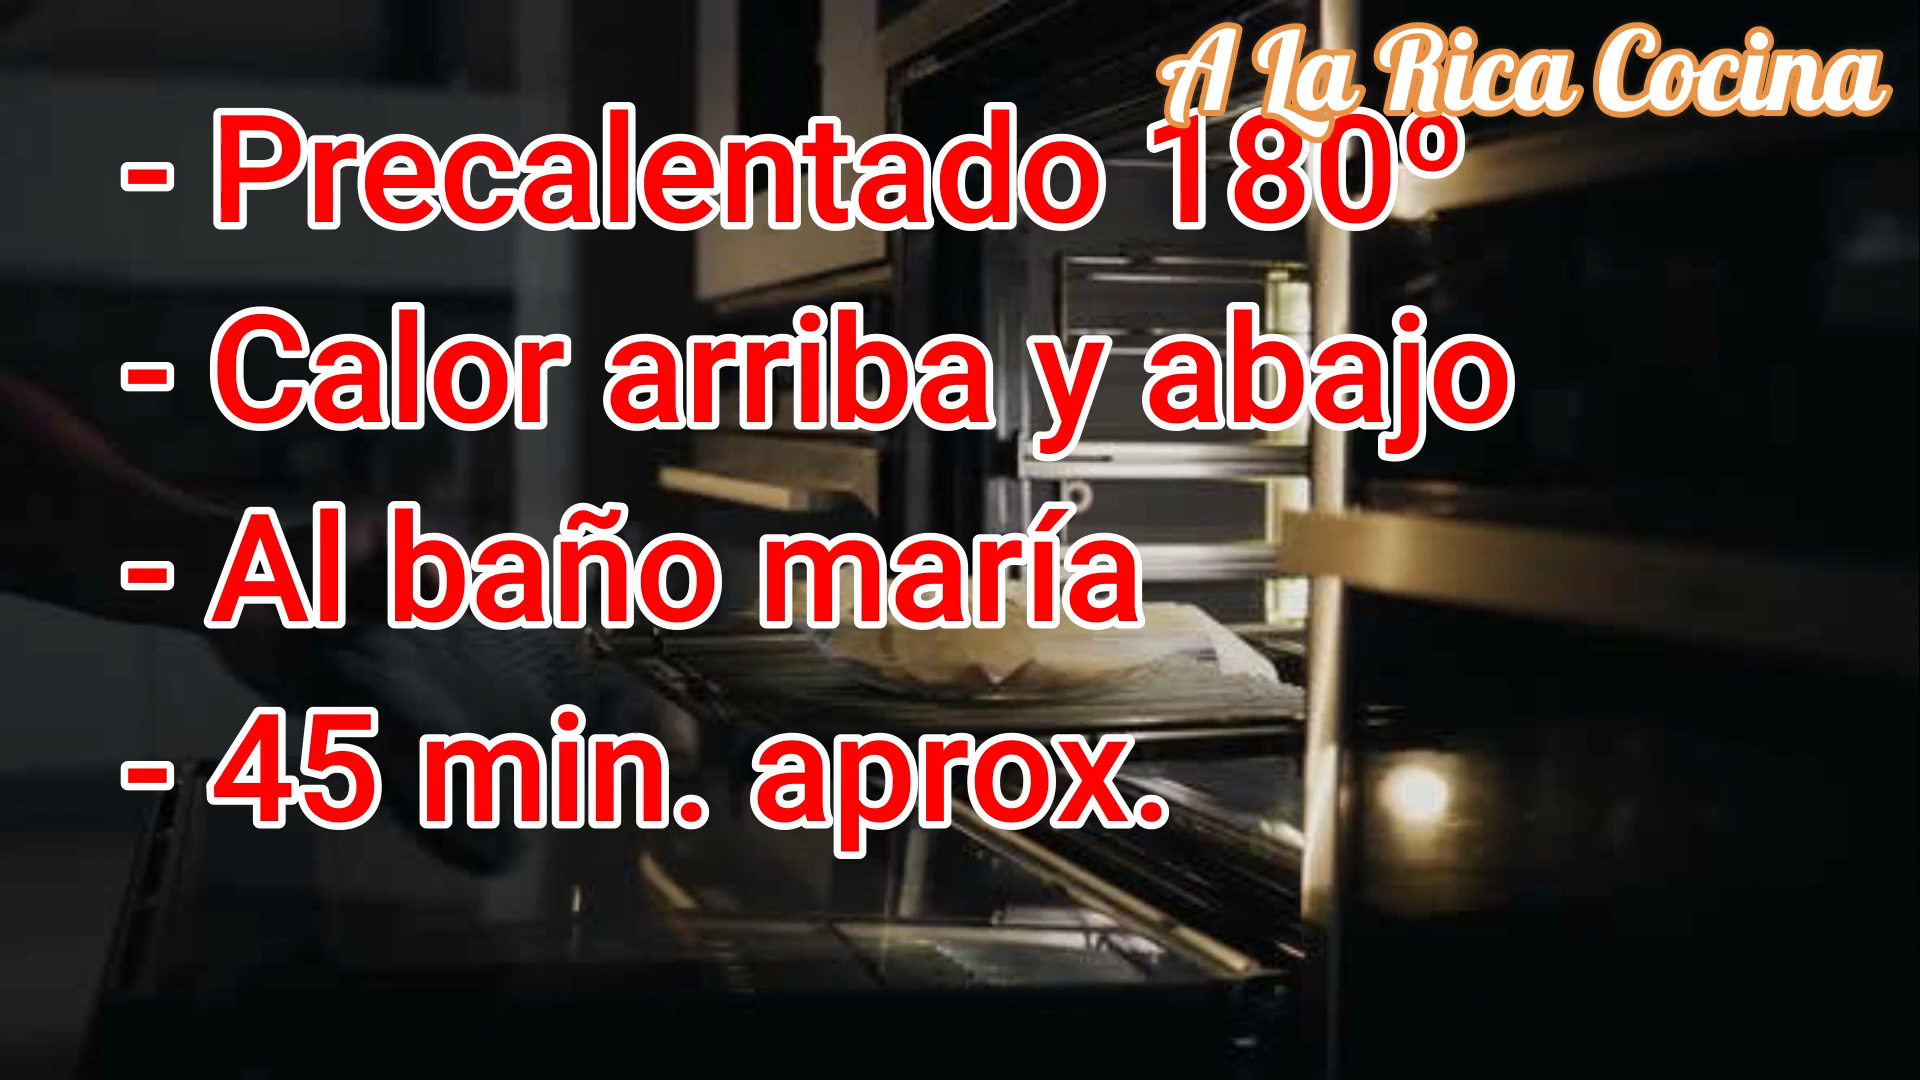 A La Rica Cocina
- Precalentado 180º
- Calor arriba y abajo
- Al baño maría
- 45 min. aprox.